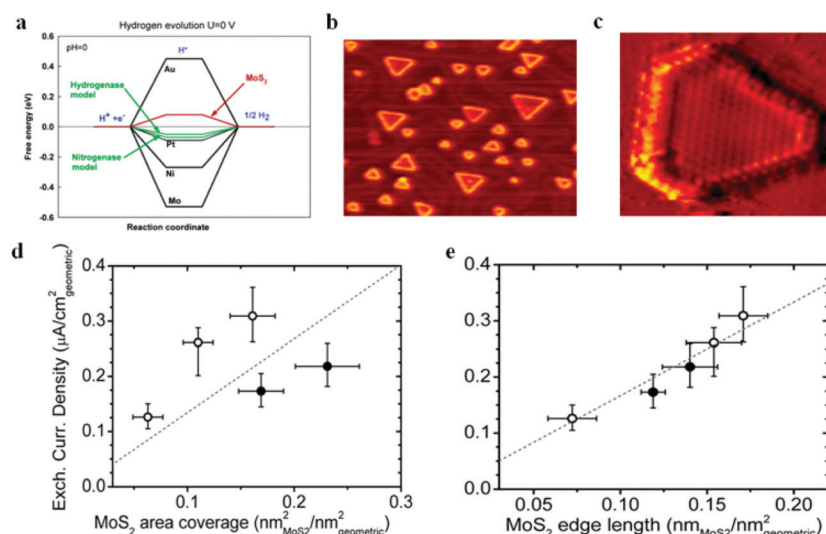 a
Hydrogen evolution U=0 V
pH=0
H*
Au
MoS2
Hydrogenase
model
H+ +e-
1/2 H2
Pt
Nitrogenase
model
Ni
Mo
0.6
0.4
0.2
0.0
-0.2
-0.4
-0.6
Free energy (eV)
Reaction coordinate
b
c
d
0.4
0.3
0.2
0.1
0.0
0.1
0.2
0.3
Exch. Curr. Density (μA/cm2geometric)
MoS2 area coverage (nm2MoS2/nm2geometric)
e
0.4
0.3
0.2
0.1
0.0
0.05
0.10
0.15
0.20
MoS2 edge length (nmMoS2/nm2geometric)